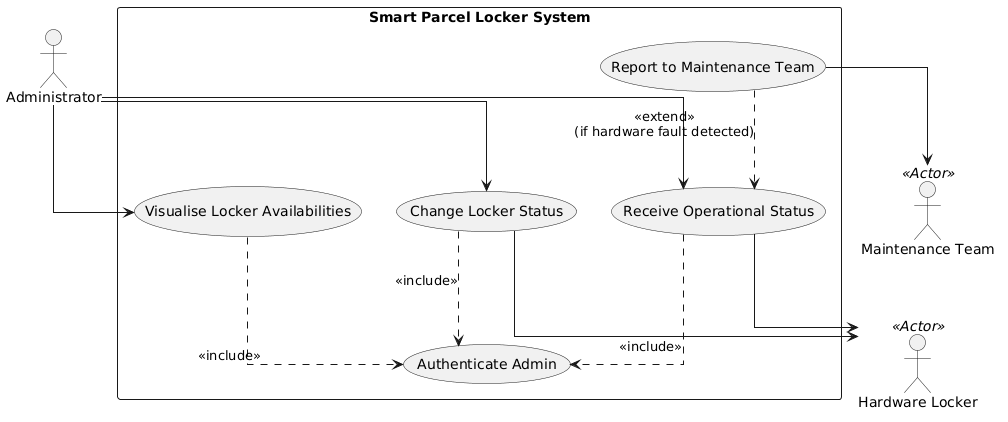 Smart Parcel Locker System
Administrator
Report to Maintenance Team
«extend»
(if hardware fault detected)
«Actor»
Maintenance Team
Visualise Locker Availabilities
Change Locker Status
Receive Operational Status
«include»
«include»
«include»
Authenticate Admin
«Actor»
Hardware Locker